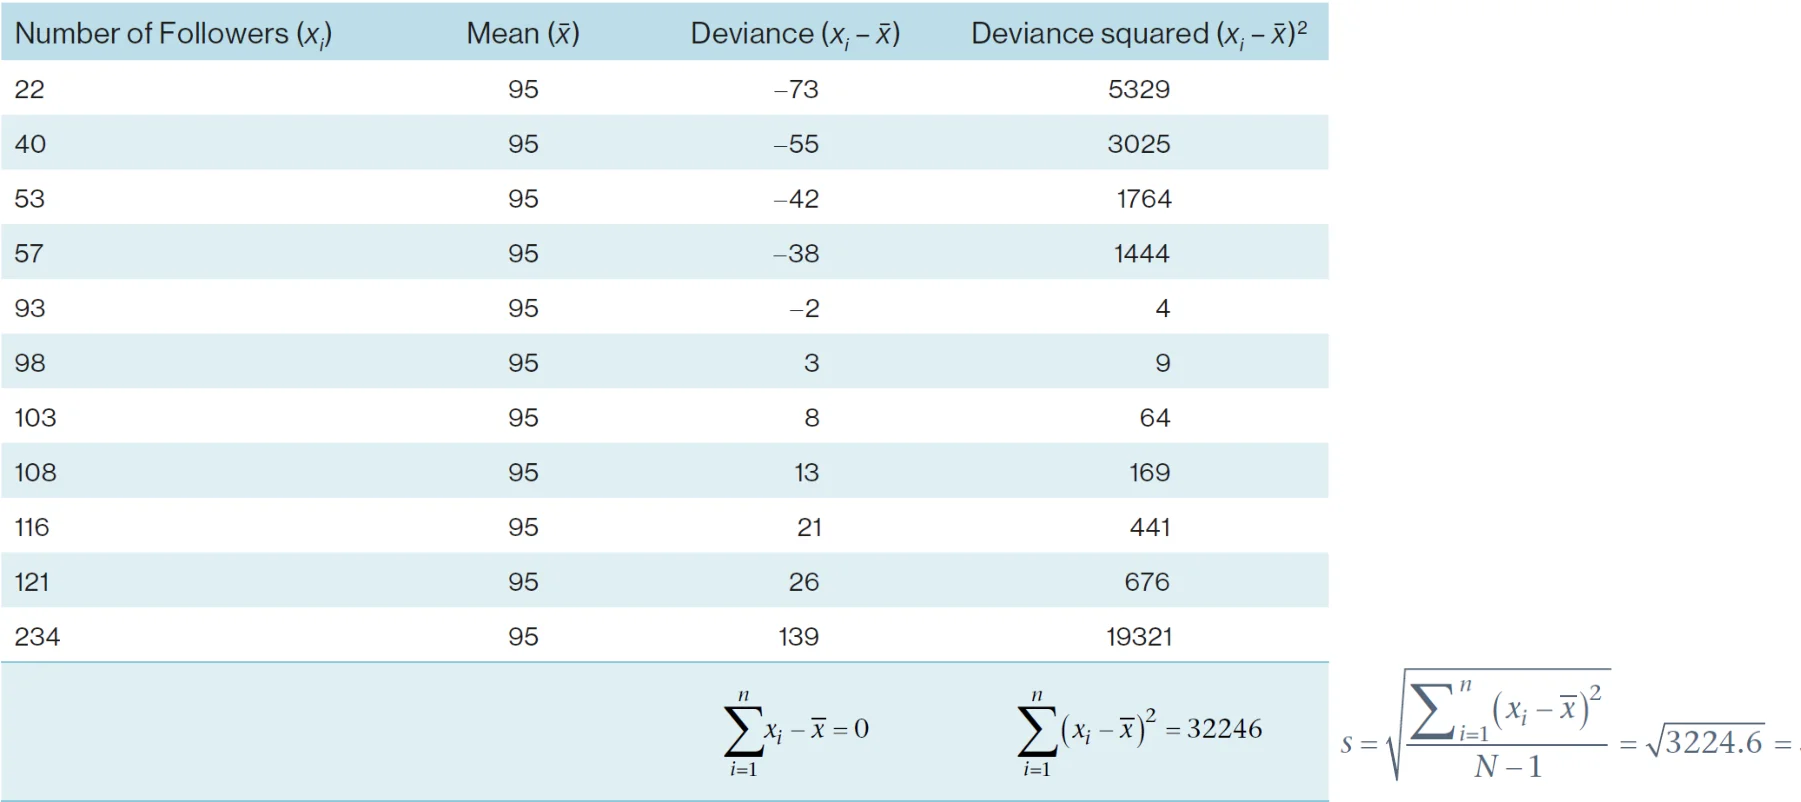 Number of Followers (xᵢ) Mean (x̄) Deviance (xᵢ – x̄) Deviance squared (xᵢ – x̄)²
22 95 –73 5329
40 95 –55 3025
53 95 –42 1764
57 95 –38 1444
93 95 –2 4
98 95 3 9
103 95 8 64
108 95 13 169
116 95 21 441
121 95 26 676
234 95 139 19321
∑ⁿᵢ₌₁ xᵢ – x̄ = 0 ∑ⁿᵢ₌₁ (xᵢ – x̄)² = 32246 s = √(∑ⁿᵢ₌₁ (xᵢ – x̄)² / N – 1) = √3224.6 =